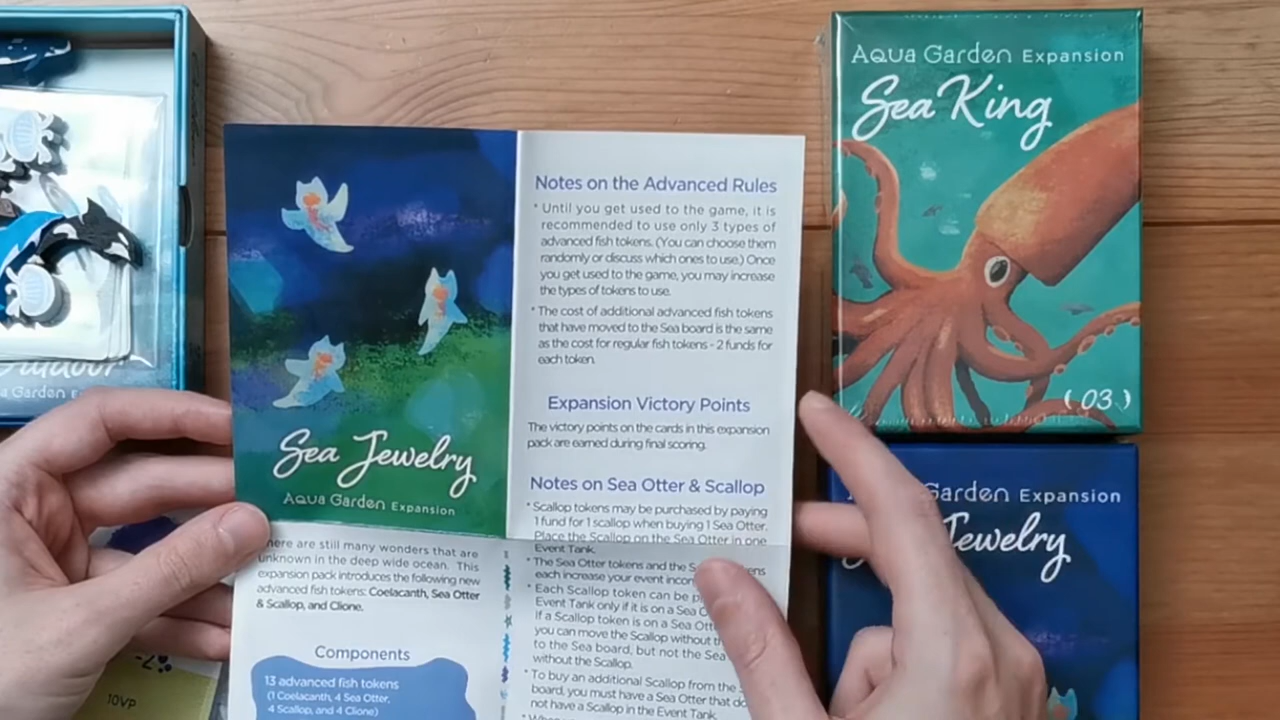 Aqua Garden Expansion
Sea King
( 03 )
Garden Expansion
Jewelry
Sea Jewelry
Aqua Garden Expansion
Notes on the Advanced Rules
* Until you get used to the game, it is
recommended to use only 3 types of
advanced fish tokens. (You can choose them
randomly or discuss which ones to use.) Once
you get used to the game, you may increase
the types of tokens to use.
* The cost of additional advanced fish tokens
that have moved to the Sea board is the same
as the cost for regular fish tokens - 2 funds for
each token.
Expansion Victory Points
The victory points on the cards in this expansion
pack are earned during final scoring.
Notes on Sea Otter & Scallop
* Scallop tokens may be purchased by paying
1 fund for 1 scallop when buying 1 Sea Otter.
Place the Scallop on the Sea Otter in one
Event Tank.
* The Sea Otter tokens and the
each increase your event
* Each Scallop token can be
Event Tank only if it is on a Sea
If a Scallop token is on a Sea
you can move the Scallop without
to the Sea board, but not the Sea
without the Scallop.
* To buy an additional Scallop from the
board, you must have a Sea Otter that
not have a Scallop in the Event Tank.
There are still many wonders that are
unknown in the deep wide ocean. This
expansion pack introduces the following new
advanced fish tokens: Coelacanth, Sea Otter
& Scallop, and Clione.
Components
13 advanced fish tokens
(1 Coelacanth, 4 Sea Otter,
4 Scallop, and 4 Clione)
10VP
Garden